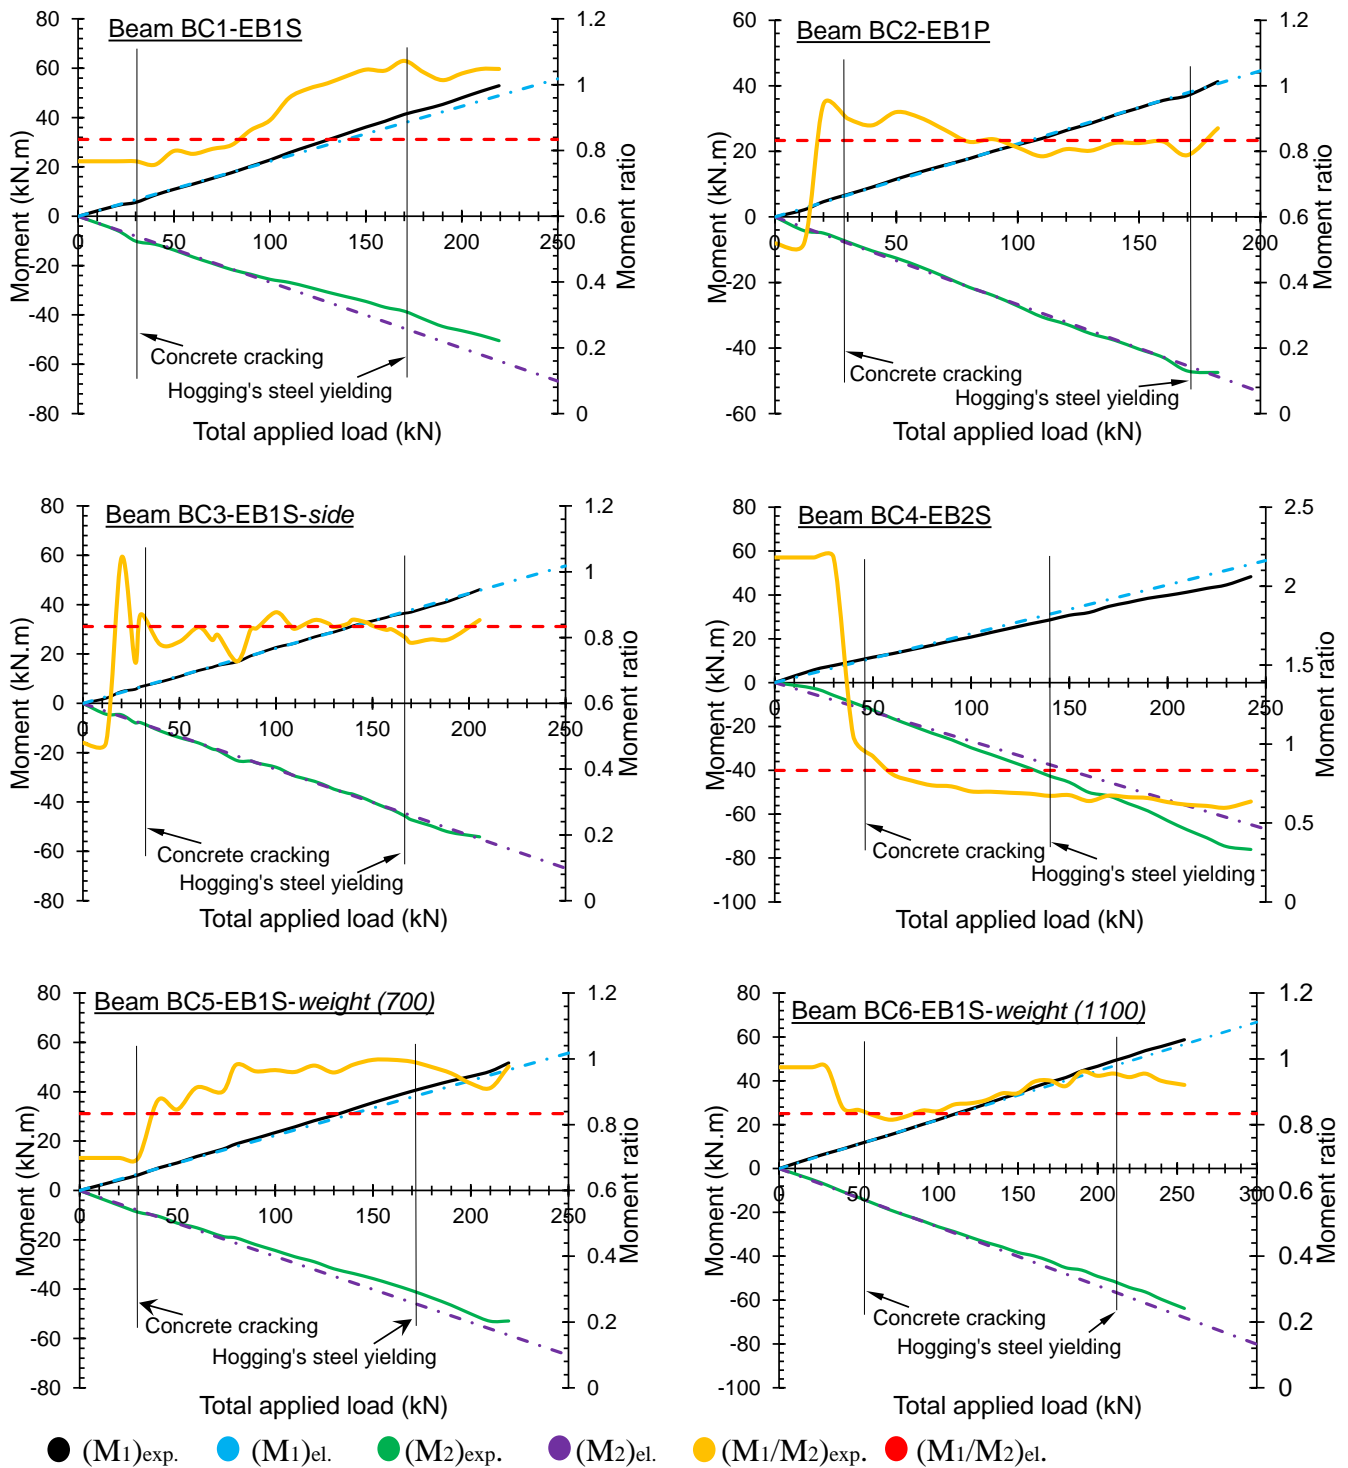 Beam BC1-EB1S
80
60
40
20
0
-20
-40
-60
-80
Moment (kN.m)
0 50 100 150 200 250
1.2
1
0.8
0.6
0.4
0.2
0
Moment ratio
Concrete cracking
Hogging's steel yielding
Total applied load (kN)
Beam BC2-EB1P
60
40
20
0
-20
-40
-60
Moment (kN.m)
0 50 100 150 200
1.2
1
0.8
0.6
0.4
0.2
0
Moment ratio
Concrete cracking
Hogging's steel yielding
Total applied load (kN)
Beam BC3-EB1S-side
80
60
40
20
0
-20
-40
-60
-80
Moment (kN.m)
0 50 100 150 200 250
1.2
1
0.8
0.6
0.4
0.2
0
Moment ratio
Concrete cracking
Hogging's steel yielding
Total applied load (kN)
Beam BC4-EB2S
80
60
40
20
0
-20
-40
-60
-80
-100
Moment (kN.m)
0 50 100 150 200 250
2.5
2
1.5
1
0.5
0
Moment ratio
Concrete cracking
Hogging's steel yielding
Total applied load (kN)
Beam BC5-EB1S-weight (700)
80
60
40
20
0
-20
-40
-60
-80
Moment (kN.m)
0 50 100 150 200 250
1.2
1
0.8
0.6
0.4
0.2
0
Moment ratio
Concrete cracking
Hogging's steel yielding
Total applied load (kN)
Beam BC6-EB1S-weight (1100)
80
60
40
20
0
-20
-40
-60
-80
-100
Moment (kN.m)
0 50 100 150 200 250 300
1.2
1
0.8
0.6
0.4
0.2
0
Moment ratio
Concrete cracking
Hogging's steel yielding
Total applied load (kN)
(M1)exp. (M1)el. (M2)exp. (M2)el. (M1/M2)exp. (M1/M2)el.